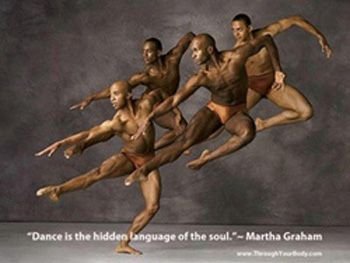 “Dance is the hidden language of the soul.”~ Martha Graham
www.ThroughYourBody.com